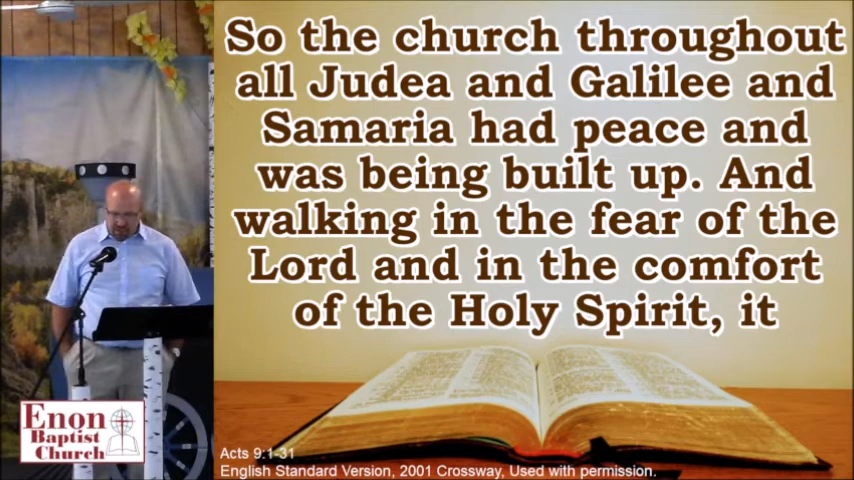 So the church throughout
all Judea and Galilee and
Samaria had peace and
was being built up. And
walking in the fear of the
Lord and in the comfort
of the Holy Spirit, it
Enon
Baptist
Church
Acts 9:1-31
English Standard Version, 2001 Crossway, Used with permission.